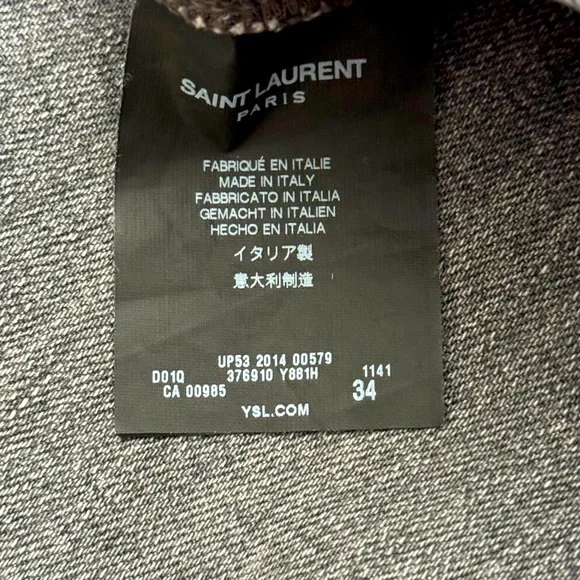 SAINT LAURENT
PARIS
FABRIQUÉ EN ITALIE
MADE IN ITALY
FABBRICATO IN ITALIA
GEMACHT IN ITALIEN
HECHO EN ITALIA
イタリア製
意大利制造
UP53 2014 00579
D01Q 376910 Y881H 1141
CA 00985 34
YSL.COM